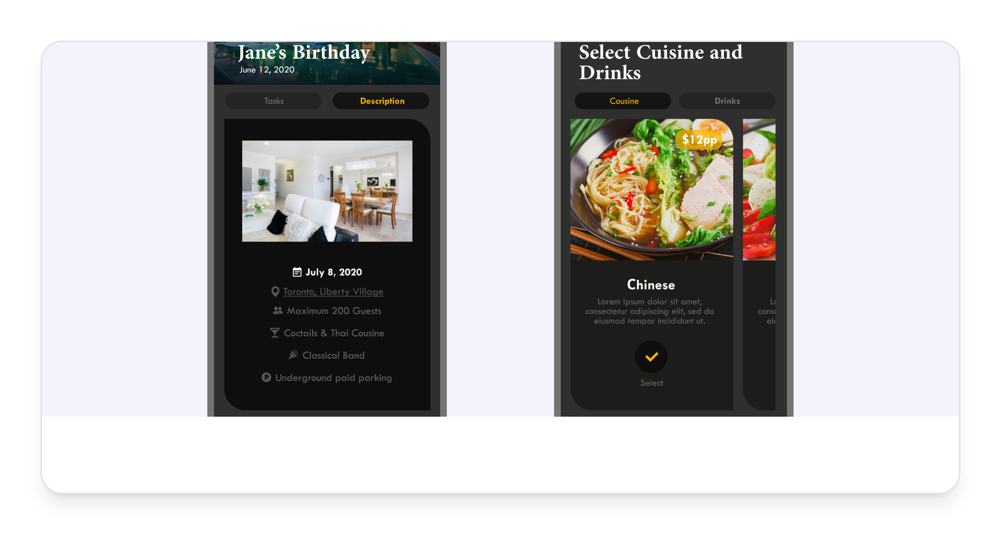 Jane’s Birthday
June 12, 2020
Tasks
Description
July 8, 2020
Toronto, Liberty Village
Maximum 200 Guests
Coctails & Thai Cousine
Classical Band
P
Underground paid parking
Select Cuisine and
Drinks
Cousine
Drinks
$12pp
Chinese
Lorem ipsum dolor sit amet,
consectetur adipiscing elit, sed do
eiusmod tempor incididunt ut.
Select
Lo
conse
eiu